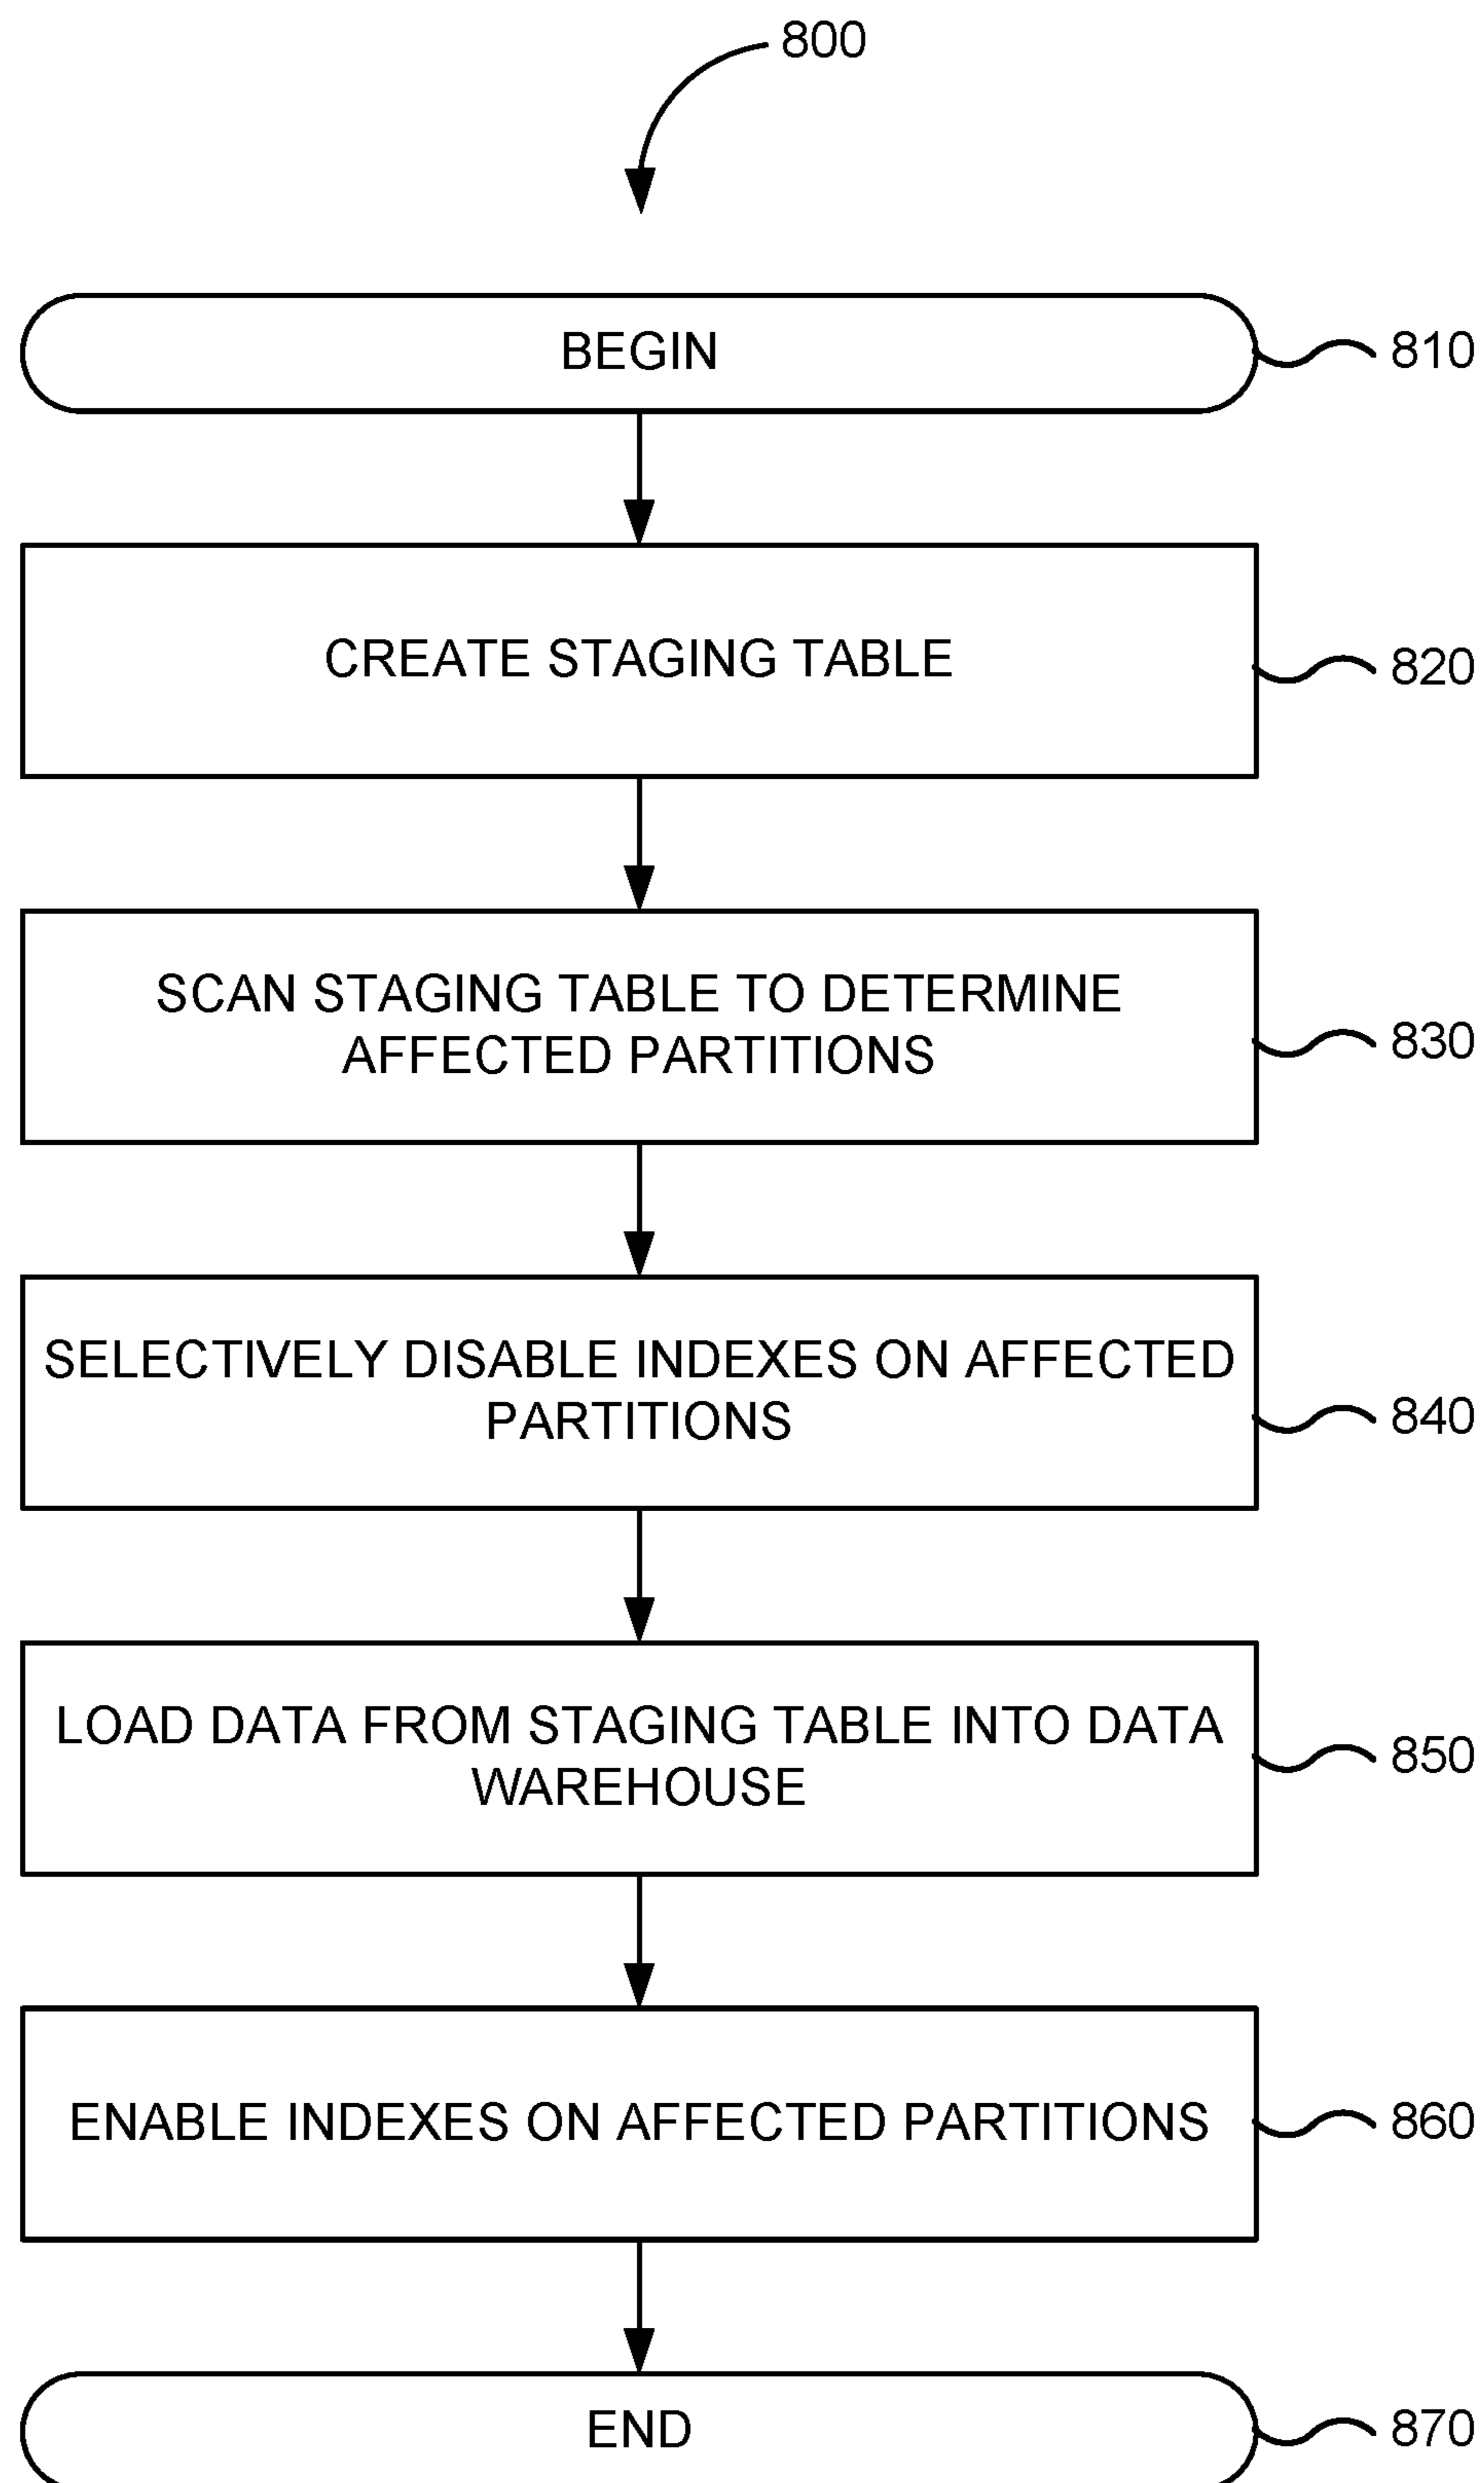 800
BEGIN
810
CREATE STAGING TABLE
820
SCAN STAGING TABLE TO DETERMINE
AFFECTED PARTITIONS
830
SELECTIVELY DISABLE INDEXES ON AFFECTED
PARTITIONS
840
LOAD DATA FROM STAGING TABLE INTO DATA
WAREHOUSE
850
ENABLE INDEXES ON AFFECTED PARTITIONS
860
END
870